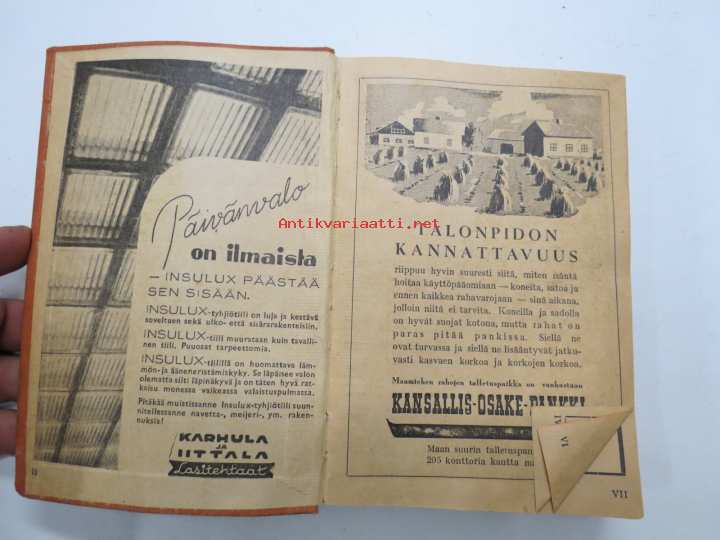 Päivänvalo
on ilmaista
— INSULUX PÄÄSTÄÄ
SEN SISÄÄN.
INSULUX-tyhjiötiili on luja ja kestävä
soveltuen sekä ulko- että sisärakenteisiin.
INSULUX-tiili muurataan kuin tavalli-
nen tiili. Puuosat tarpeettomia.
INSULUX-tiilillä on huomattava läm-
mön- ja ääneneristämiskyky. Se läpäisee valon
olematta silti läpinäkyvä ja on täten hyvä rat-
kaisu monessa vaikeassa valaistuspulmassa.
Pitäkää muistissanne Insulux-tyhjiötiili suun-
nitellessanne navetta-, meijeri-, ym. raken-
nuksia!
KARHULA
JA
IITTALA
Lasitehtaat
Antikvariaatti.net
TALONPIDON
KANNATTAVUUS
riippuu hyvin suuresti siitä, miten isäntä
hoitaa käyttöpääomiaan — koneita, satoa ja
ennen kaikkea rahavarojaan — sinä aikana,
jolloin niitä ei tarvita. Koneilla ja sadolla
on hyvät suojat kotona, mutta rahat on
paras pitää pankissa. Siellä ne
ovat turvassa ja siellä ne lisääntyvät jatku-
vasti kasvaen korkoa ja korkojen korkoa.
Maamiehen rahojen talletuspaikka on vanhastaan
KANSALLIS-OSAKE-PANKKI
Maan suurin talletuspan
205 konttoria kautta m
VII